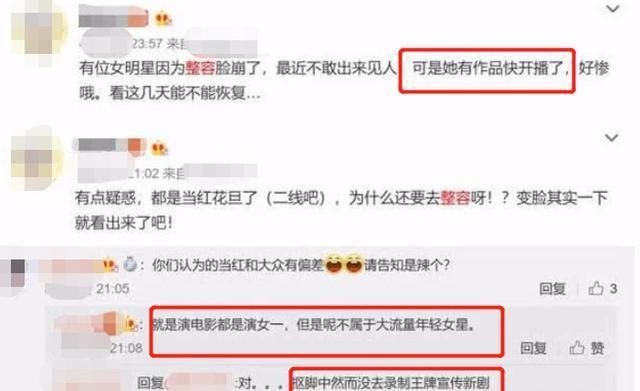 23:57 来自
有位女明星因为整容脸崩了，最近不敢出来见人 可是她有作品快开播了，好惨
哦。看这几天能不能恢复…
21:02 来自
有点疑惑，都是当红花旦了（二线吧），为什么还要去整容呀！？变脸其实一下
就看出来了吧！
：你们认为的当红和大众有偏差😂😂请告知是辣个？
21:05 回复 3
：就是演电影都是演女一，但是呢不属于大流量年轻女星。
21:08 回复 赞
回复 :对。。。抠脚中然而没去录制王牌宣传新剧